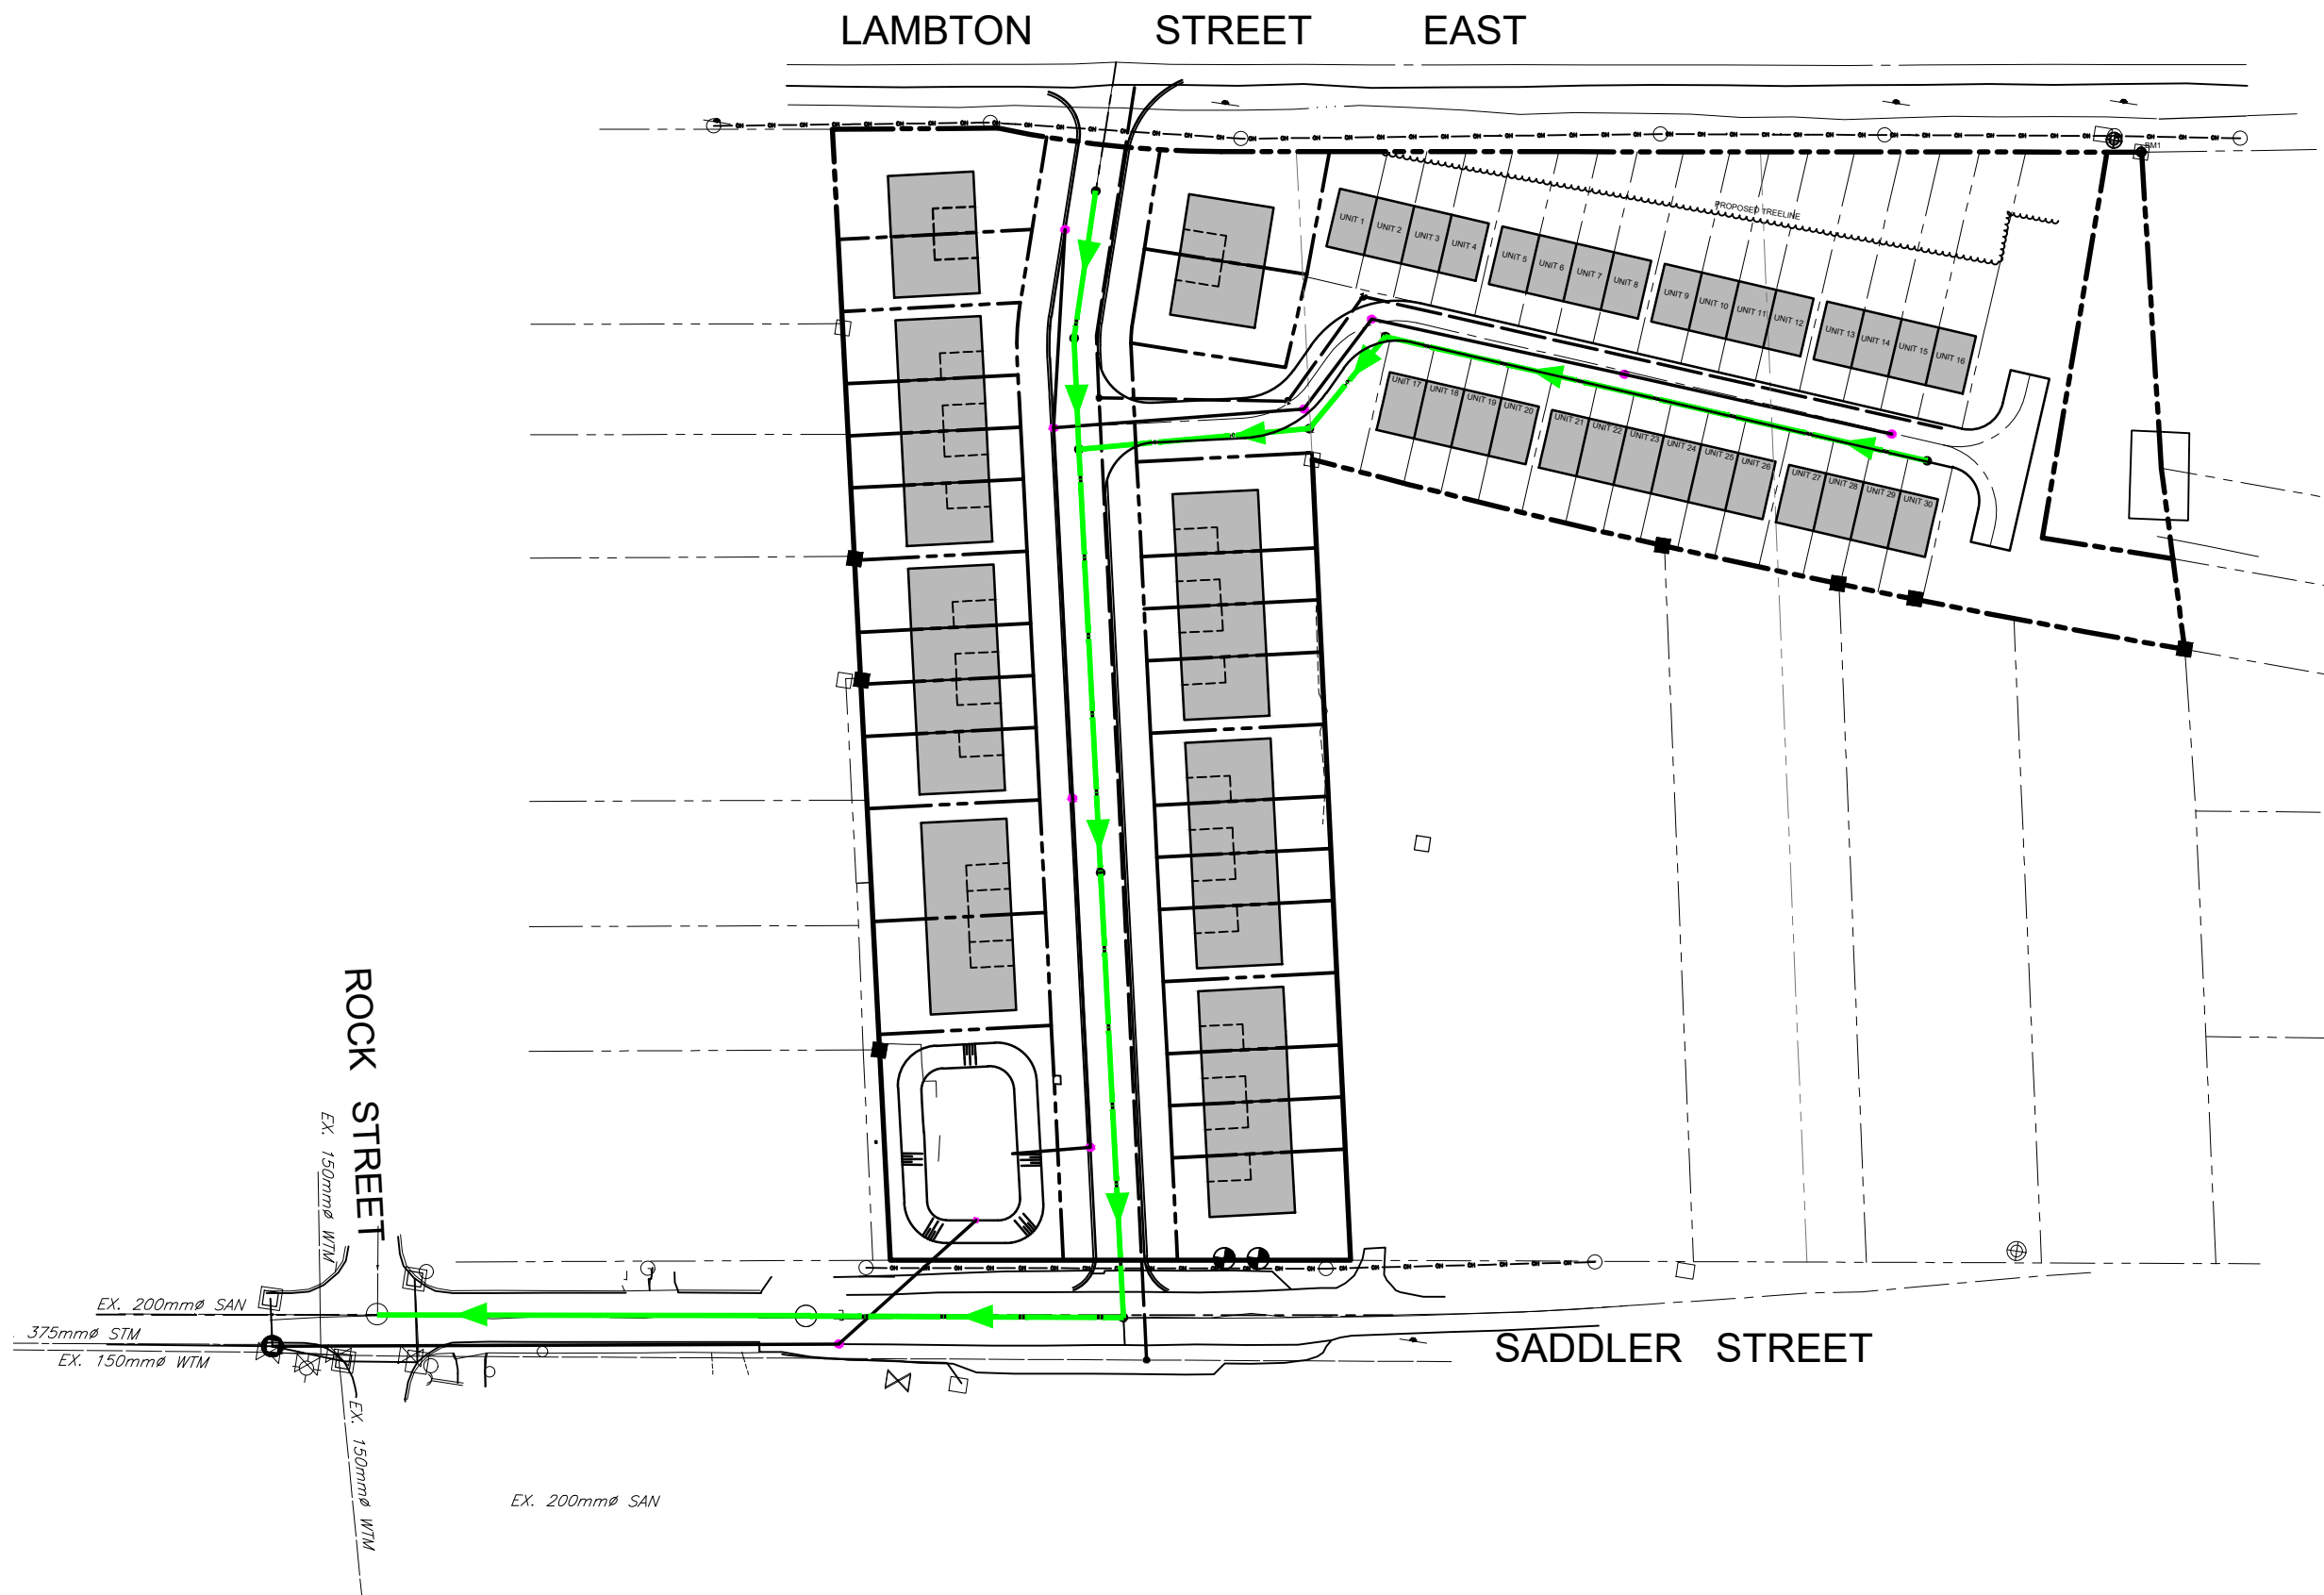 LAMBTON STREET EAST
BM1
PROPOSED TREELINE
UNIT 1
UNIT 2
UNIT 3
UNIT 4
UNIT 5
UNIT 6
UNIT 7
UNIT 8
UNIT 9
UNIT 10
UNIT 11
UNIT 12
UNIT 13
UNIT 14
UNIT 15
UNIT 16
UNIT 17
UNIT 18
UNIT 19
UNIT 20
UNIT 21
UNIT 22
UNIT 23
UNIT 24
UNIT 25
UNIT 26
UNIT 27
UNIT 28
UNIT 29
UNIT 30
ROCK STREET
EX. 150mmø WTM
EX. 200mmø SAN
375mmø STM
EX. 150mmø WTM
SADDLER STREET
EX. 150mmø WTM
EX. 200mmø SAN